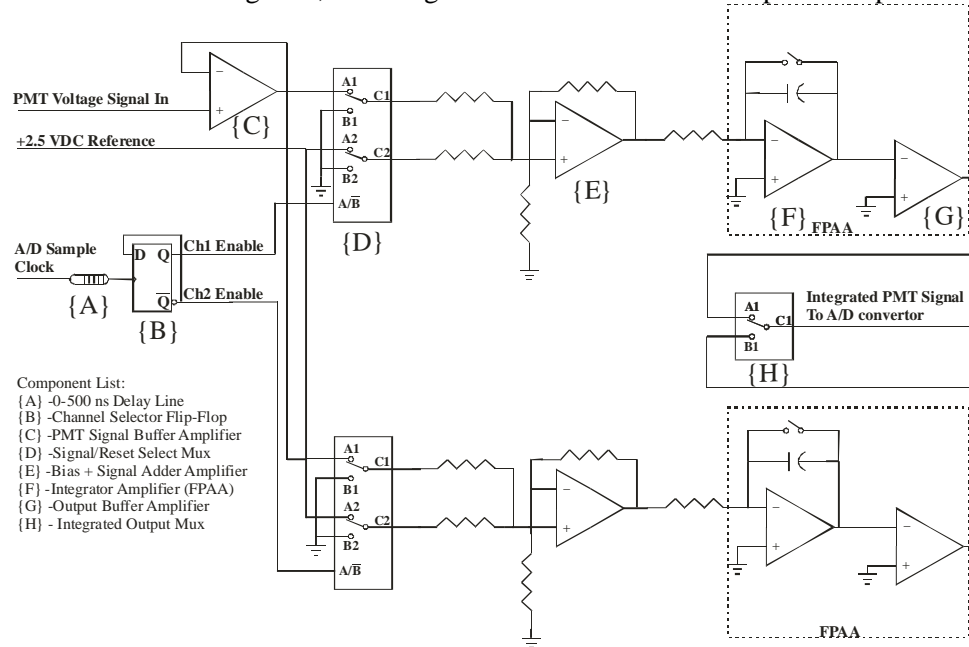 A1
C1
B1
A2
C2
B2
A/B̅
{D}
PMT Voltage Signal In
−
+
{C}
+2.5 VDC Reference
−
+
{E}
−
+
{F}
FPAA
−
+
{G}
A/D Sample
Clock
{A}
D Q
Q̅
{B}
Ch1 Enable
Ch2 Enable
A1
C1
B1
{H}
Integrated PMT Signal
To A/D convertor
Component List:
{A} -0-500 ns Delay Line
{B} -Channel Selector Flip-Flop
{C} -PMT Signal Buffer Amplifier
{D} -Signal/Reset Select Mux
{E} -Bias + Signal Adder Amplifier
{F} -Integrator Amplifier (FPAA)
{G} -Output Buffer Amplifier
{H} - Integrated Output Mux
A1
C1
B1
A2
C2
B2
A/B̅
−
+
−
+
−
+
FPAA